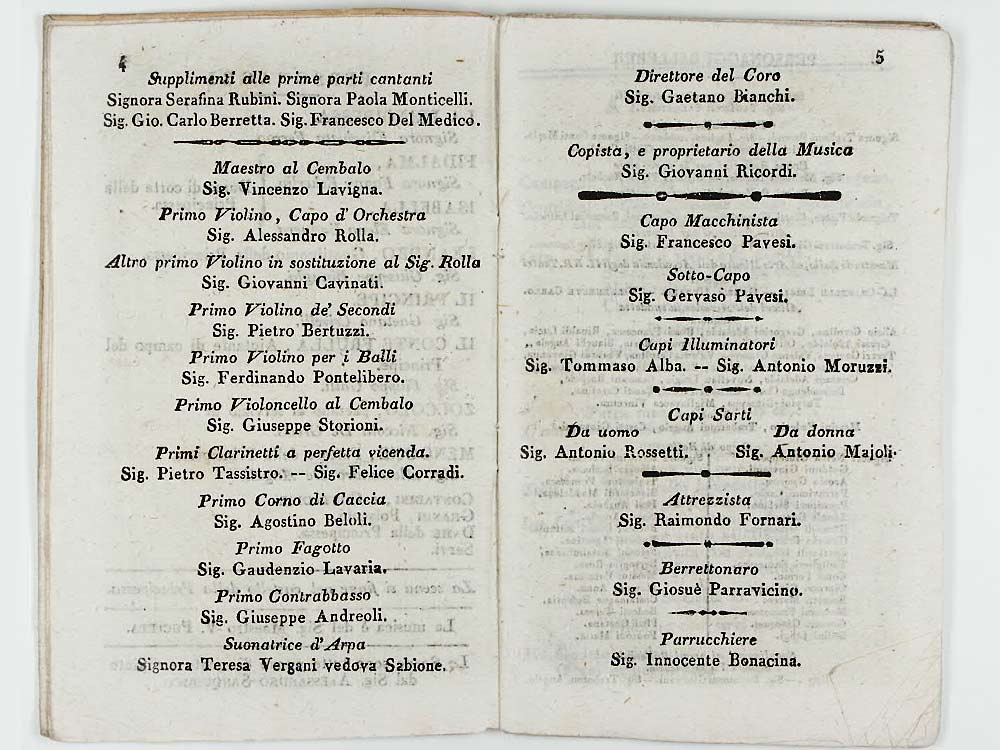 4
Supplimenti alle prime parti cantanti
Signora Serafina Rubini. Signora Paola Monticelli.
Sig. Gio. Carlo Berretta. Sig. Francesco Del Medico.
Maestro al Cembalo
Sig. Vincenzo Lavigna.
Primo Violino, Capo d' Orchestra
Sig. Alessandro Rolla.
Altro primo Violino in sostituzione al Sig. Rolla
Sig. Giovanni Cavinati.
Primo Violino de' Secondi
Sig. Pietro Bertuzzi.
Primo Violino per i Balli
Sig. Ferdinando Pontelibero.
Primo Violoncello al Cembalo
Sig. Giuseppe Storioni.
Primi Clarinetti a perfetta vicenda.
Sig. Pietro Tassistro. -- Sig. Felice Corradi.
Primo Corno di Caccia
Sig. Agostino Beloli.
Primo Fagotto
Sig. Gaudenzio Lavaria.
Primo Contrabbasso
Sig. Giuseppe Andreoli.
Suonatrice d'Arpa
Signora Teresa Vergani vedova Sabione.
5
Direttore del Coro
Sig. Gaetano Bianchi.
Copista, e proprietario della Musica
Sig. Giovanni Ricordi.
Capo Macchinista
Sig. Francesco Pavesi.
Sotto-Capo
Sig. Gervaso Pavesi.
Capi Illuminatori
Sig. Tommaso Alba. -- Sig. Antonio Moruzzi.
Capi Sarti
Da uomo Da donna
Sig. Antonio Rossetti. Sig. Antonio Majoli.
Attrezzista
Sig. Raimondo Fornari.
Berrettonaro
Sig. Giosuè Parravicino.
Parrucchiere
Sig. Innocente Bonacina.